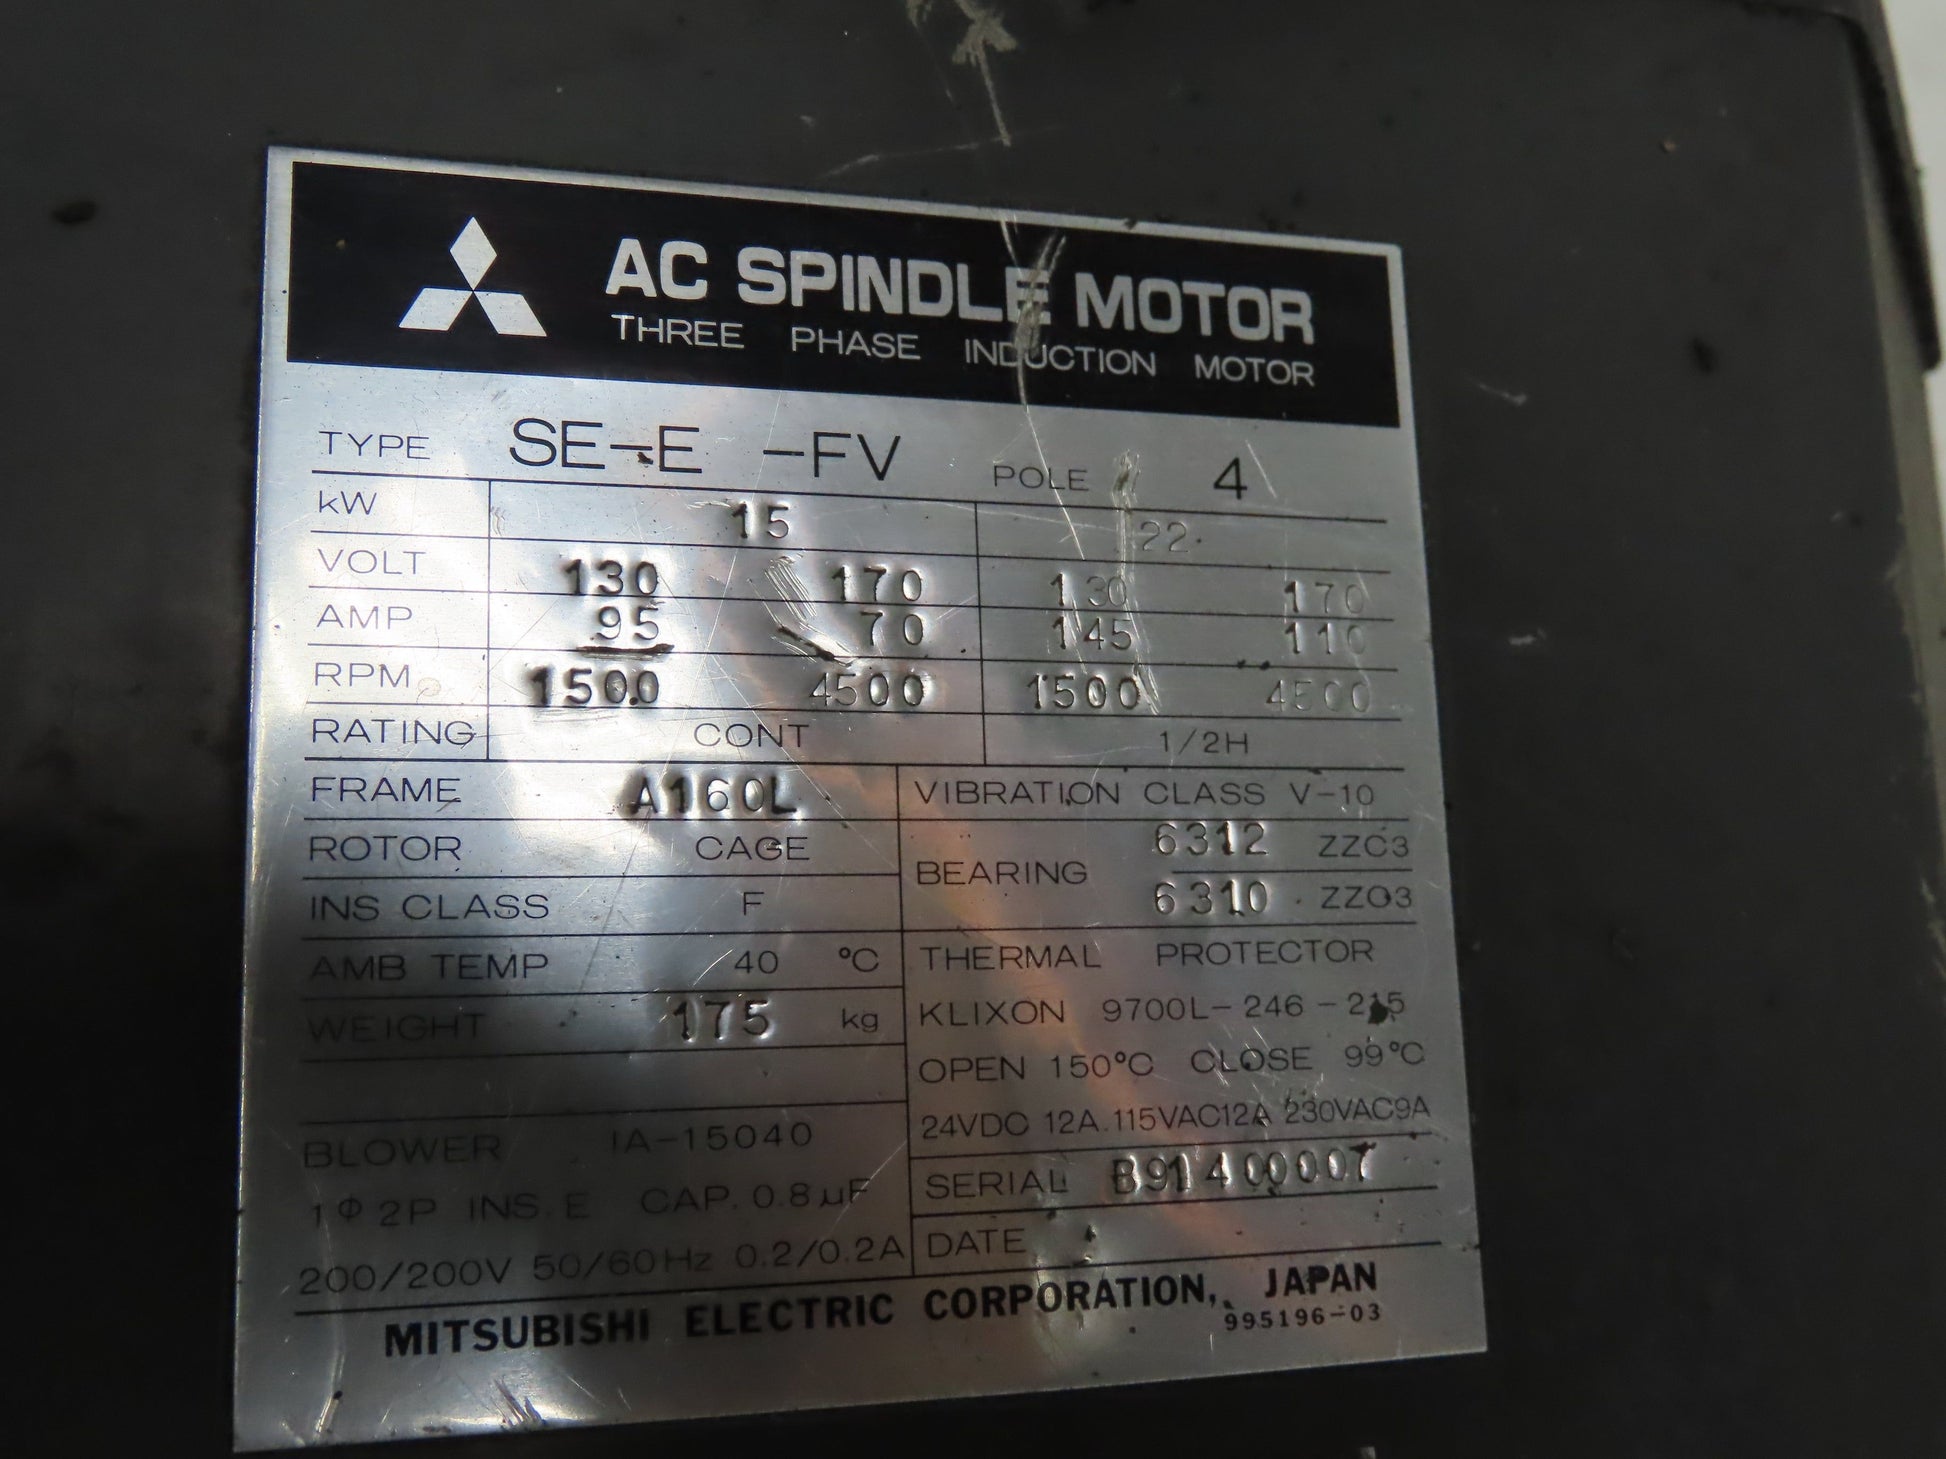 AC SPINDLE MOTOR
THREE PHASE INDUCTION MOTOR
TYPE SE-E -FV POLE 4
kW 15 22
VOLT 130 170 130 170
AMP 95 70 145 110
RPM 1500 4500 1500 4500
RATING CONT 1/2H
FRAME A160L VIBRATION CLASS V-10
ROTOR CAGE BEARING 6312 ZZC3
INS CLASS F 6310 ZZC3
AMB TEMP 40 °C THERMAL PROTECTOR
WEIGHT 175 kg KLIXON 9700L-246-215
OPEN 150°C CLOSE 99°C
BLOWER IA-15040 24VDC 12A.115VAC12A 230VAC9A
1Φ 2P INS.E CAP. 0.8μF SERIAL B91400007
200/200V 50/60Hz 0.2/0.2A DATE
MITSUBISHI ELECTRIC CORPORATION, JAPAN
995196-03